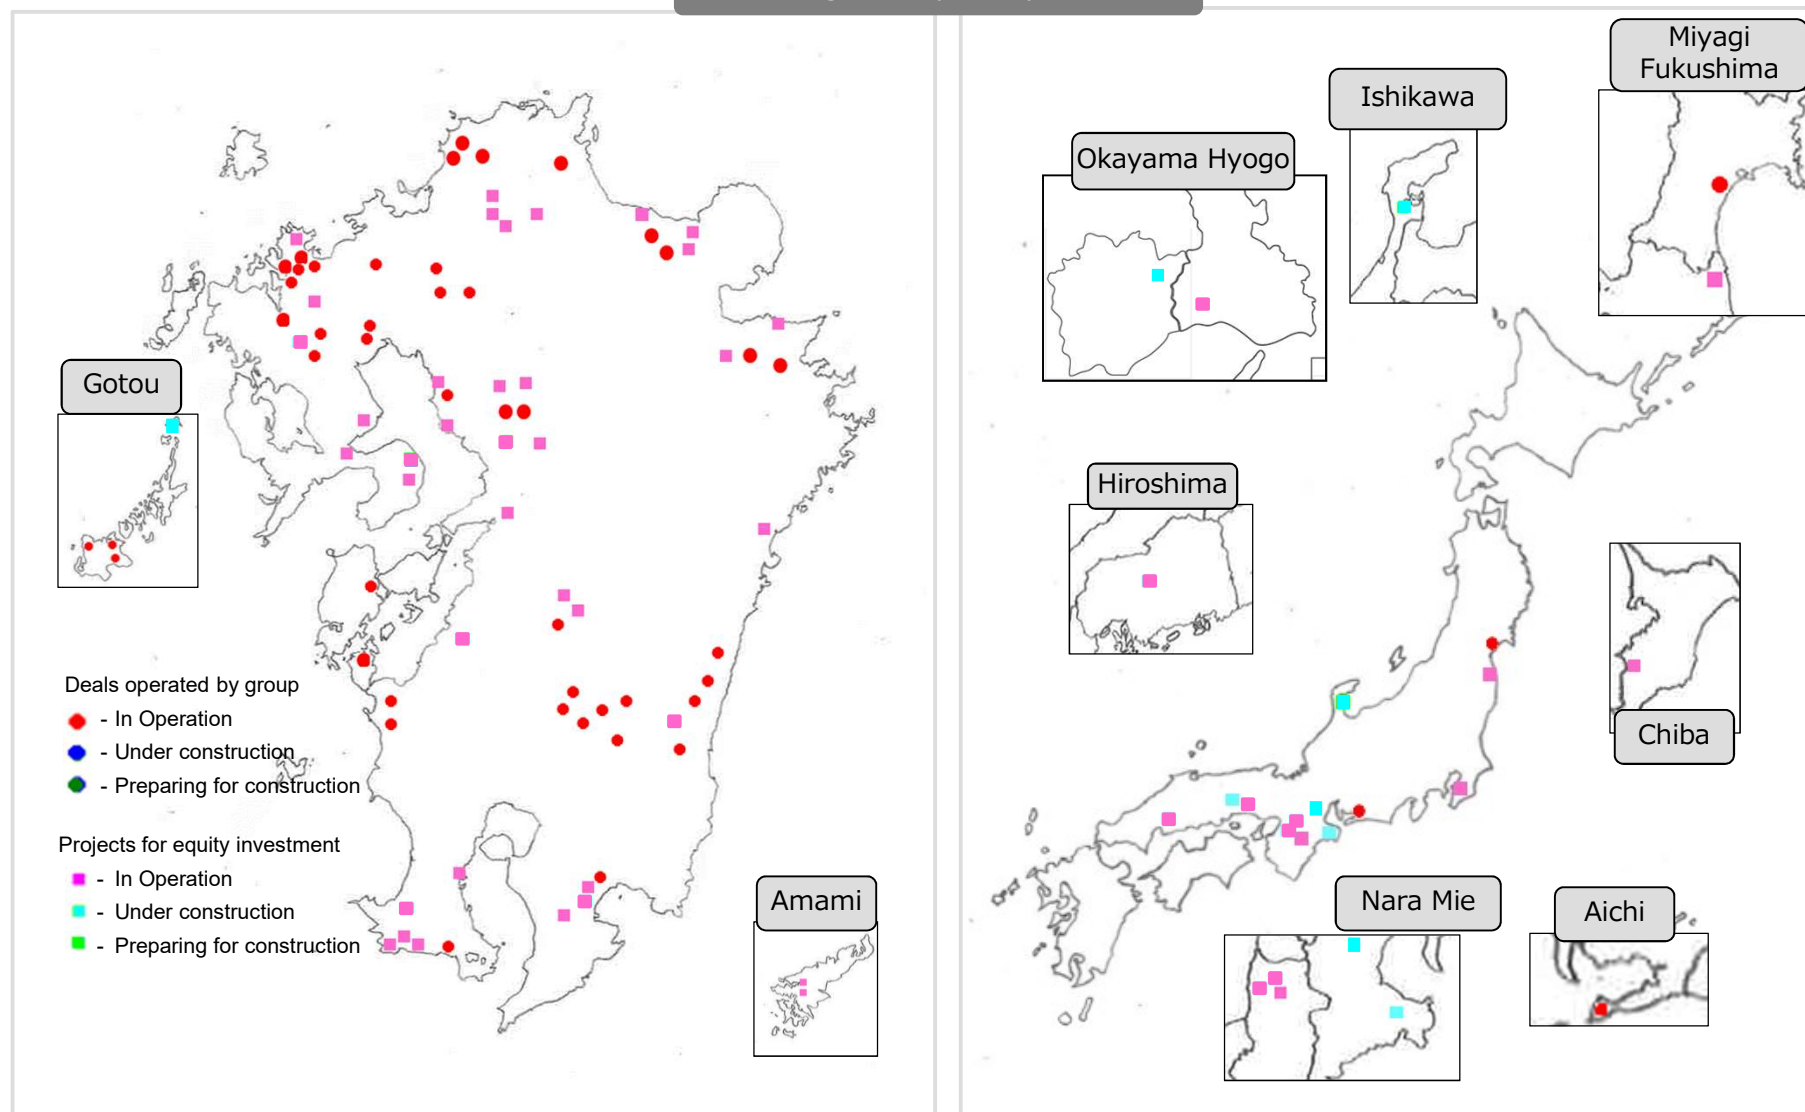 Gotou
Deals operated by group
- In Operation
- Under construction
- Preparing for construction
Projects for equity investment
- In Operation
- Under construction
- Preparing for construction
Amami
Miyagi
Fukushima
Ishikawa
Okayama Hyogo
Hiroshima
Chiba
Nara Mie
Aichi